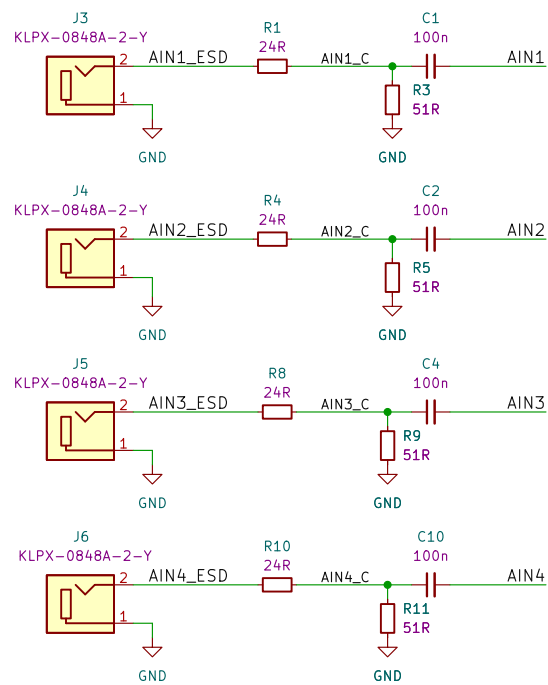 J3
KLPX-0848A-2-Y
2
1
AIN1_ESD
R1
24R
AIN1_C
C1
100n
AIN1
R3
51R
GND
GND
J4
KLPX-0848A-2-Y
2
1
AIN2_ESD
R4
24R
AIN2_C
C2
100n
AIN2
R5
51R
GND
GND
J5
KLPX-0848A-2-Y
2
1
AIN3_ESD
R8
24R
AIN3_C
C4
100n
AIN3
R9
51R
GND
GND
J6
KLPX-0848A-2-Y
2
1
AIN4_ESD
R10
24R
AIN4_C
C10
100n
AIN4
R11
51R
GND
GND